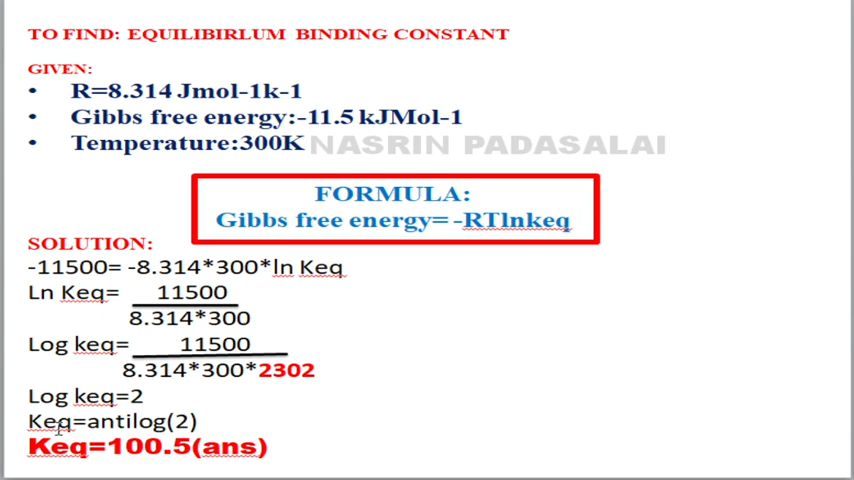 TO FIND: EQUILIBIRLUM BINDING CONSTANT
GIVEN:
• R=8.314 Jmol-1k-1
• Gibbs free energy:-11.5 kJMol-1
• Temperature:300K
NASRIN PADASALAI
FORMULA:
Gibbs free energy= -RTlnkeq
SOLUTION:
-11500= -8.314*300*ln Keq
Ln Keq= 11500
8.314*300
Log keq= 11500
8.314*300*2302
Log keq=2
Keq=antilog(2)
Keq=100.5(ans)